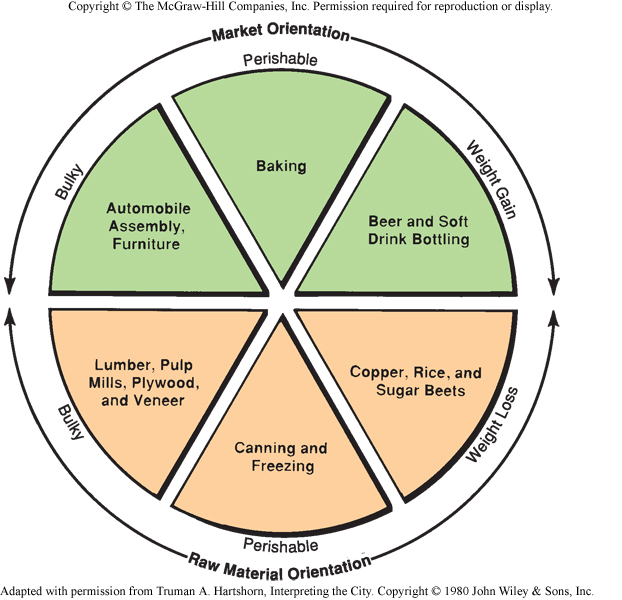 Copyright © The McGraw-Hill Companies, Inc. Permission required for reproduction or display.
Market Orientation
Perishable
Bulky
Weight Gain
Baking
Automobile
Assembly,
Furniture
Beer and Soft
Drink Bottling
Lumber, Pulp
Mills, Plywood,
and Veneer
Copper, Rice, and
Sugar Beets
Canning and
Freezing
Bulky
Weight Loss
Perishable
Raw Material Orientation
Adapted with permission from Truman A. Hartshorn, Interpreting the City. Copyright © 1980 John Wiley & Sons, Inc.